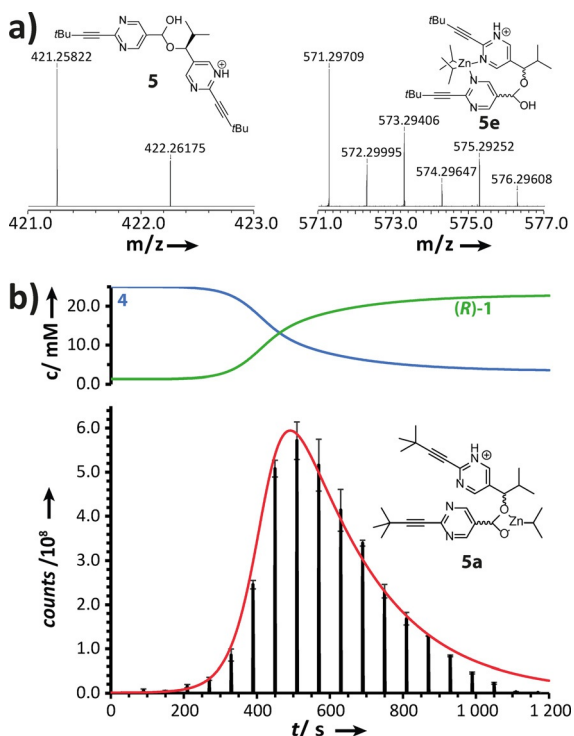 a)
421.25822
422.26175
421.0 422.0 423.0
m/z
OH
tBu
N
N
O
5
N
NH
+
N
tBu
571.29709
572.29995
573.29406
574.29647
575.29252
576.29608
571.0 573.0 575.0 577.0
m/z
tBu
NH
+
N
Zn
N
O
tBu
N
OH
5e
b)
4
(R)-1
c/ mM
20.0
10.0
0.0
counts /10⁸
6.0
5.0
4.0
3.0
2.0
1.0
0.0
H
N
+
N
O
N
N
Zn
O
5a
0 200 400 600 800 1 000 1 200
t/ s